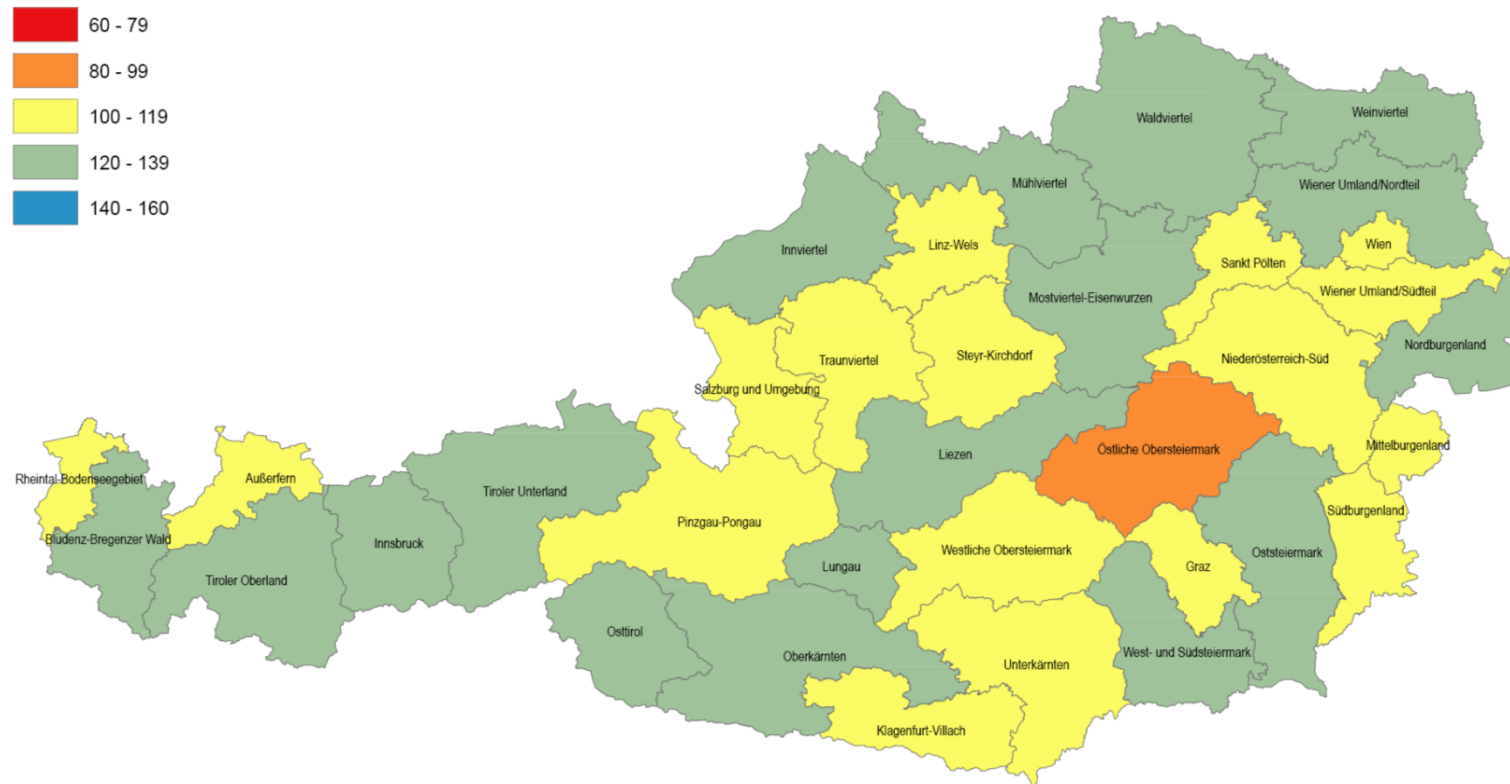 60 - 79
80 - 99
100 - 119
120 - 139
140 - 160
Waldviertel
Weinviertel
Mühlviertel
Wiener Umland/Nordteil
Innviertel
Linz-Wels
Wien
Sankt Pölten
Mostviertel-Eisenwurzen
Wiener Umland/Südteil
Nordburgenland
Traunviertel
Steyr-Kirchdorf
Niederösterreich-Süd
Salzburg und Umgebung
Mittelburgenland
Östliche Obersteiermark
Liezen
Rheintal-Bodenseegebiet
Außerfern
Tiroler Unterland
Südburgenland
Pinzgau-Pongau
Bludenz-Bregenzer Wald
Innsbruck
Westliche Obersteiermark
Oststeiermark
Lungau
Graz
Tiroler Oberland
Osttirol
Oberkärnten
Unterkärnten
West- und Südsteiermark
Klagenfurt-Villach